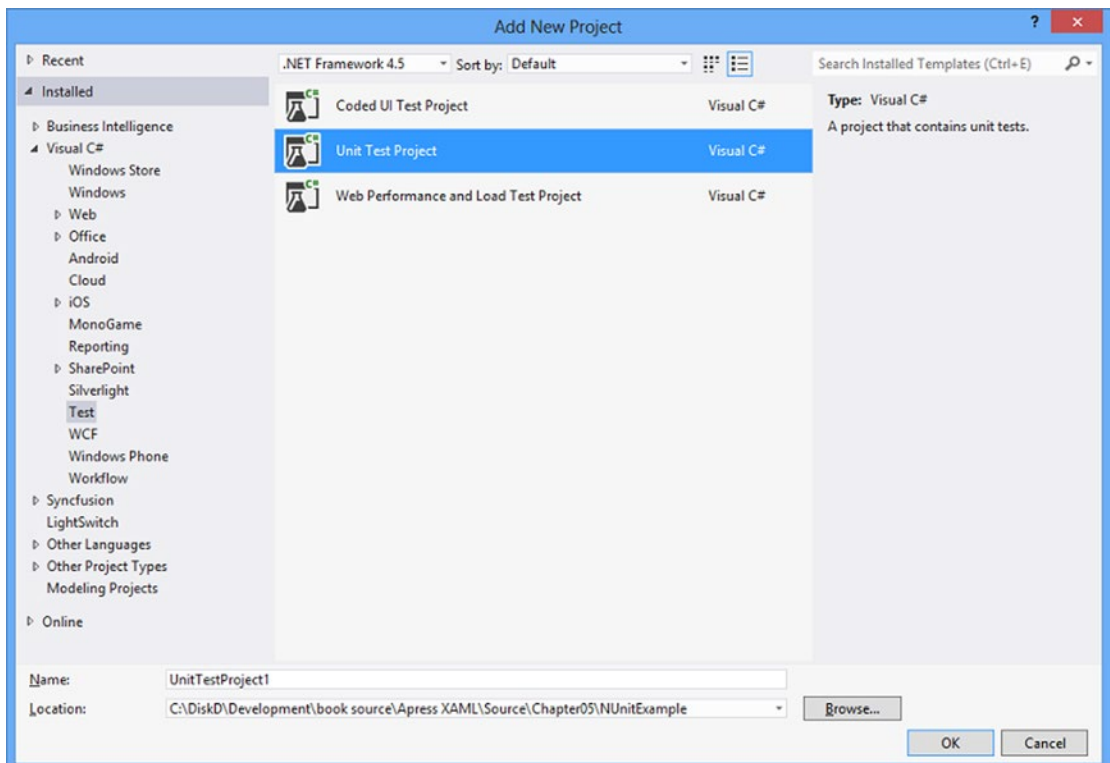 Add New Project
?
×
Recent
.NET Framework 4.5
Sort by: Default
Search Installed Templates (Ctrl+E)
Installed
Business Intelligence
Visual C#
Windows Store
Windows
Web
Office
Android
Cloud
iOS
MonoGame
Reporting
SharePoint
Silverlight
Test
WCF
Windows Phone
Workflow
Syncfusion
LightSwitch
Other Languages
Other Project Types
Modeling Projects
Online
C#
Coded UI Test Project
Visual C#
C#
Unit Test Project
Visual C#
C#
Web Performance and Load Test Project
Visual C#
Type: Visual C#
A project that contains unit tests.
Name:
UnitTestProject1
Location:
C:\DiskD\Development\book source\Apress XAML\Source\Chapter05\NUnitExample
Browse...
OK
Cancel